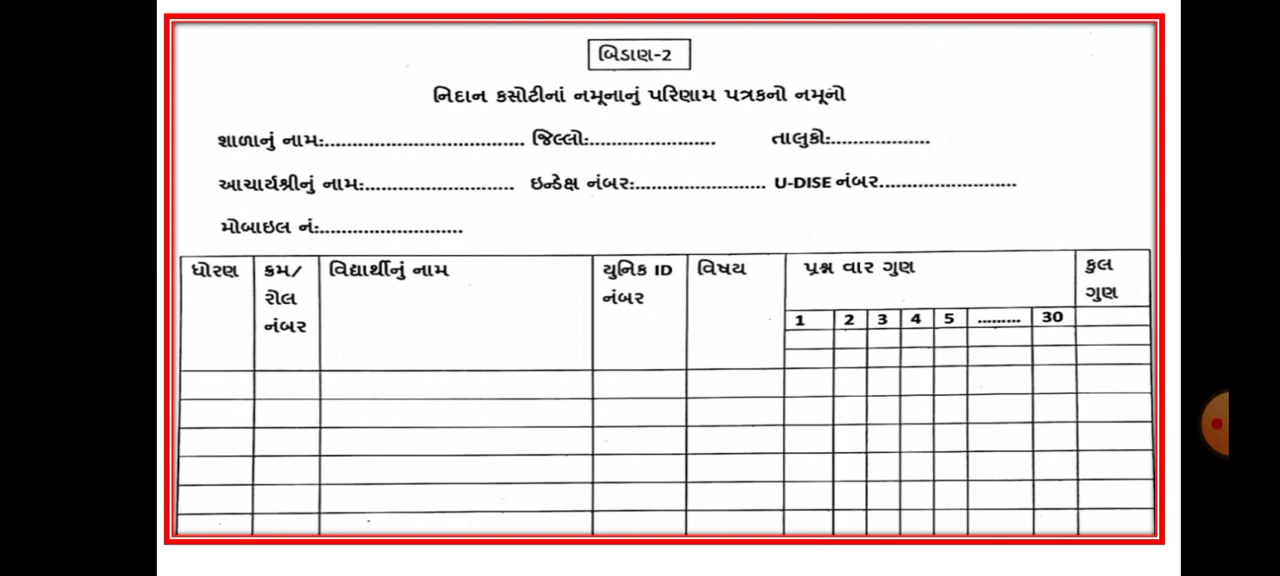 બિડાણ-2
નિદાન કસોટીનાં નમૂનાનું પરિણામ પત્રકનો નમૂનો
શાળાનું નામ:..................................... જિલ્લો:....................... તાલુકો:..................
આચાર્યશ્રીનું નામ:........................... ઇન્ડેક્ષ નંબર:........................ U-DISE નંબર.........................
મોબાઇલ નં:..........................
ધોરણ ક્રમ/ વિદ્યાર્થીનું નામ યુનિક ID વિષય પ્રશ્ન વાર ગુણ કુલ
રોલ નંબર ગુણ
નંબર 1 2 3 4 5 ......... 30